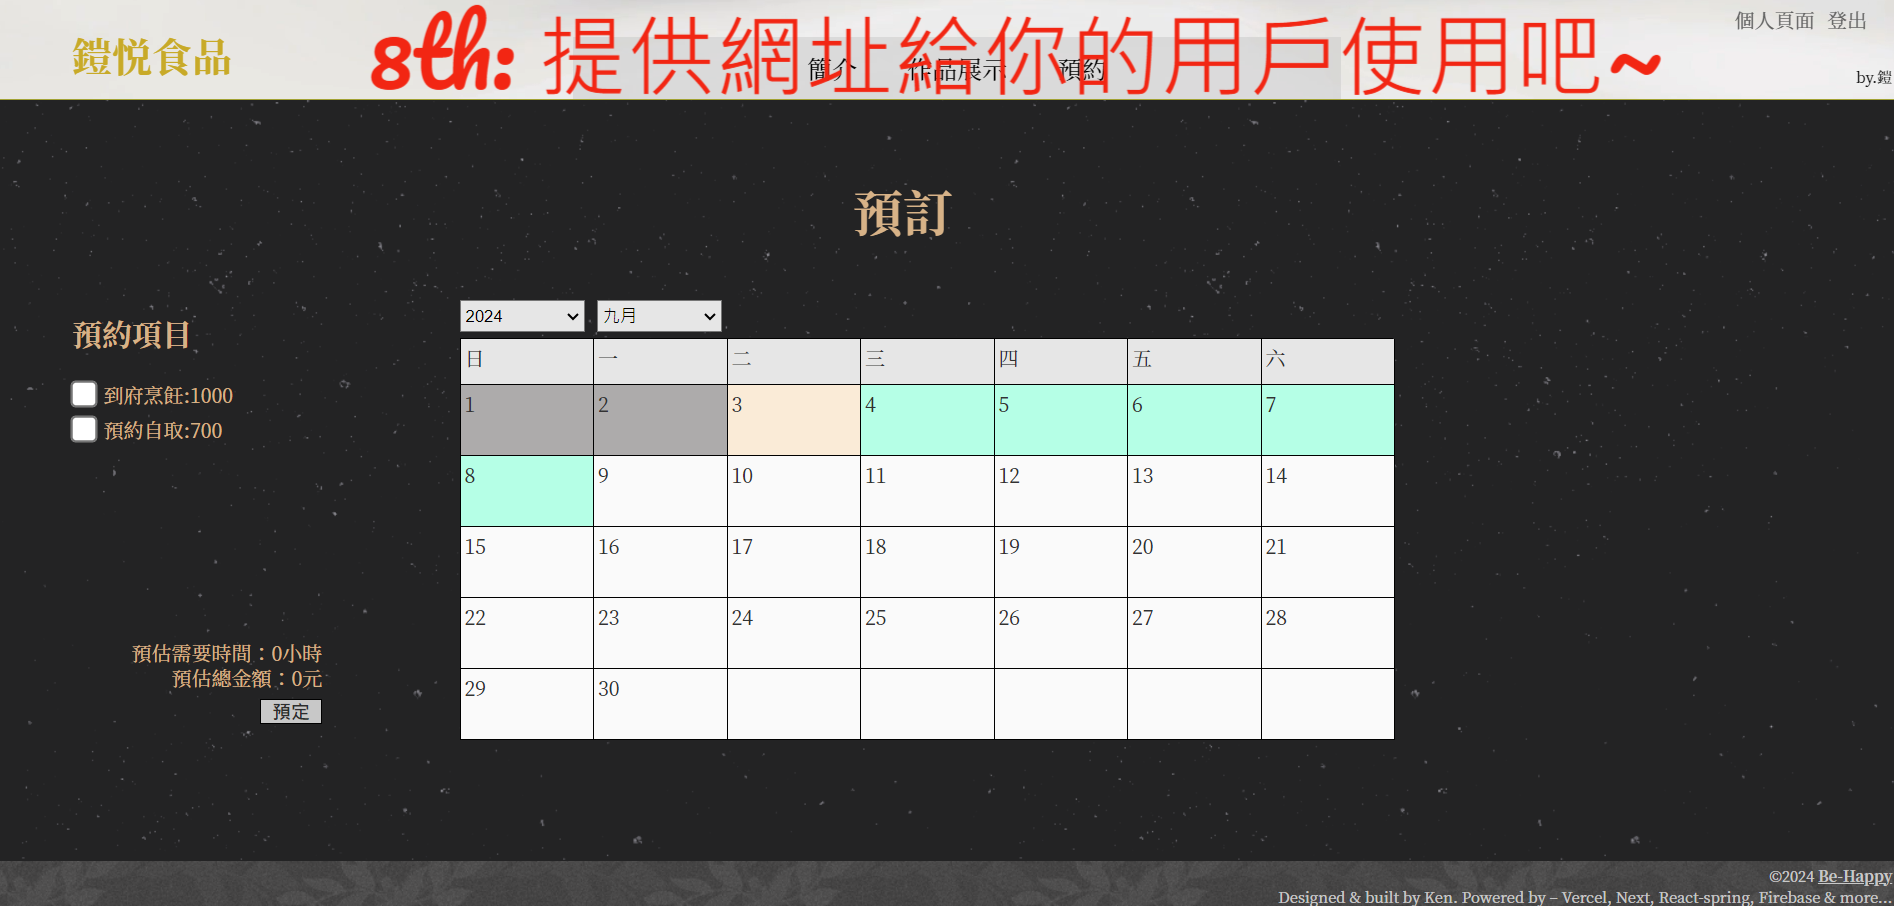 個人頁面 登出
鎧悦食品
8th: 提供網址給你的用戶使用吧~
簡介 作品展示 預約
by.鎧
預訂
預約項目
到府烹飪:1000
預約自取:700
預估需要時間：0小時
預估總金額：0元
預定
2024 九月
日 一 二 三 四 五 六
1 2 3 4 5 6 7
8 9 10 11 12 13 14
15 16 17 18 19 20 21
22 23 24 25 26 27 28
29 30
©2024 Be-Happy
Designed & built by Ken. Powered by – Vercel, Next, React-spring, Firebase & more...